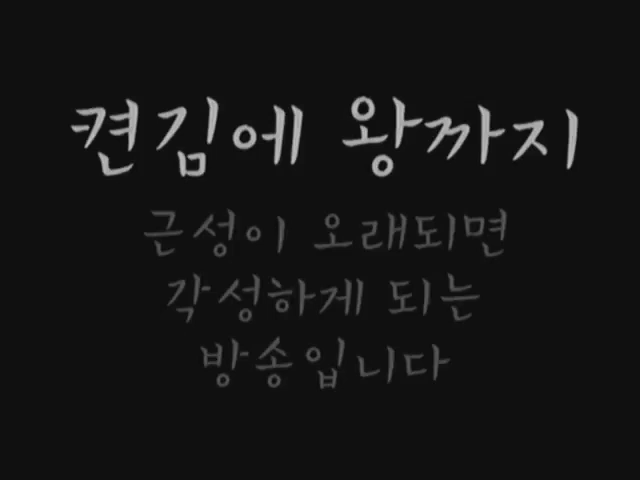 켠김에 왕까지
근성이 오래되면
각성하게 되는
방송입니다